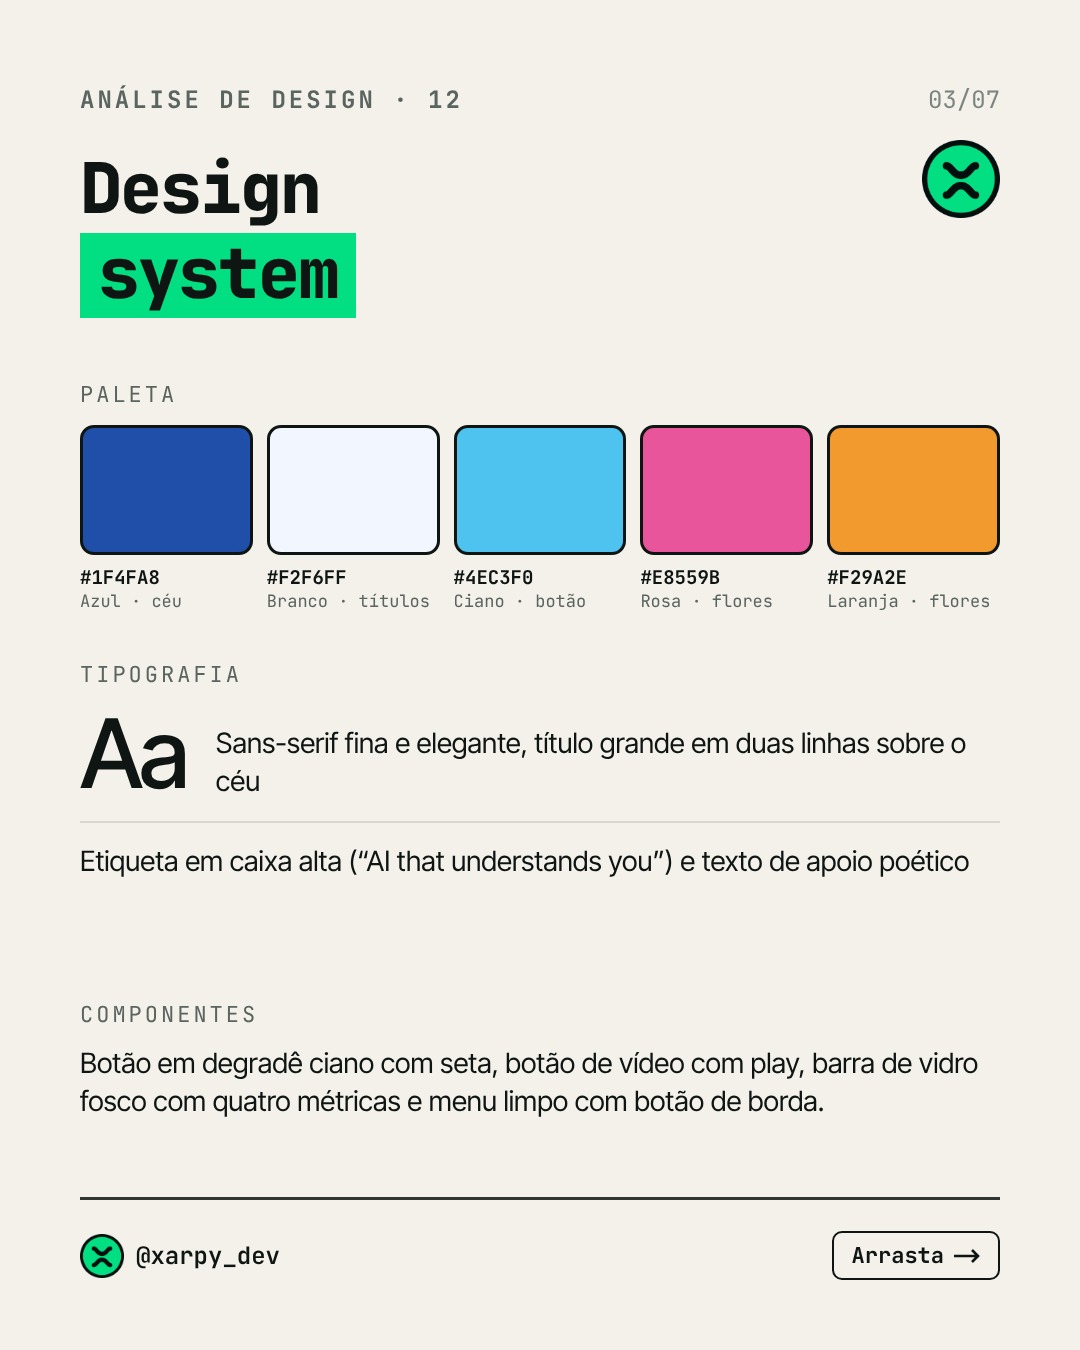 ANÁLISE DE DESIGN · 12
03/07
Design
system
PALETA
#1F4FA8
Azul · céu
#F2F6FF
Branco · títulos
#4EC3F0
Ciano · botão
#E8559B
Rosa · flores
#F29A2E
Laranja · flores
TIPOGRAFIA
Aa
Sans-serif fina e elegante, título grande em duas linhas sobre o
céu
Etiqueta em caixa alta (“AI that understands you”) e texto de apoio poético
COMPONENTES
Botão em degradê ciano com seta, botão de vídeo com play, barra de vidro
fosco com quatro métricas e menu limpo com botão de borda.
@xarpy_dev
Arrasta →